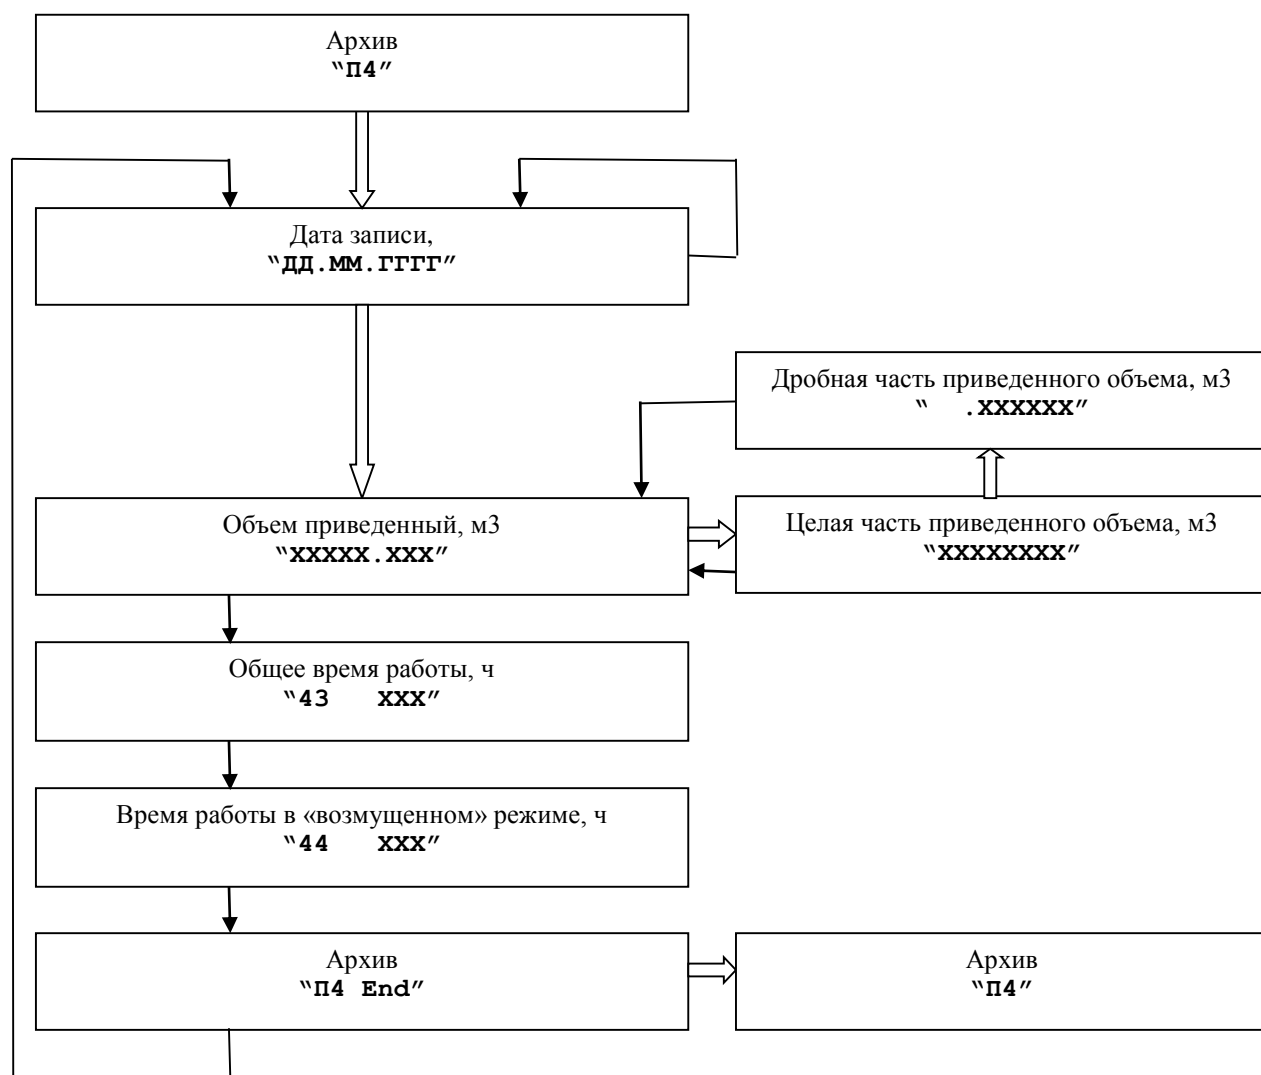 Архив
“П4”
Дата записи,
“ДД.ММ.ГГГГ”
Дробная часть приведенного объема, м3
“   .XXXXXX”
Объем приведенный, м3
“XXXXX.XXX”
Целая часть приведенного объема, м3
“XXXXXXXX”
Общее время работы, ч
“43   XXX”
Время работы в «возмущенном» режиме, ч
“44   XXX”
Архив
“П4 End”
Архив
“П4”